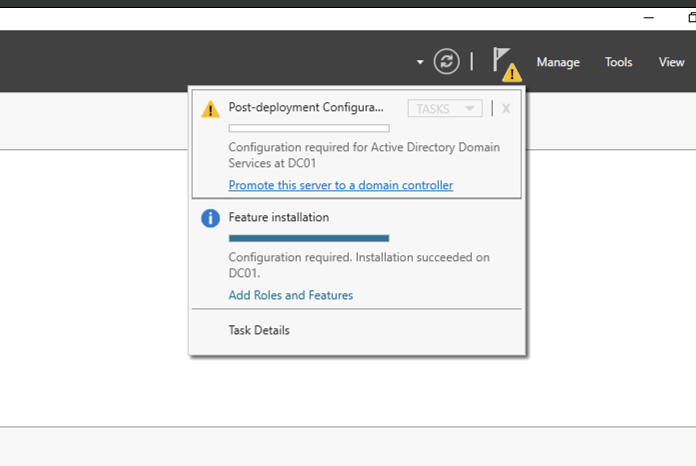 Manage Tools View
Post-deployment Configura... TASKS X
Configuration required for Active Directory Domain
Services at DC01
Promote this server to a domain controller
Feature installation
Configuration required. Installation succeeded on
DC01.
Add Roles and Features
Task Details